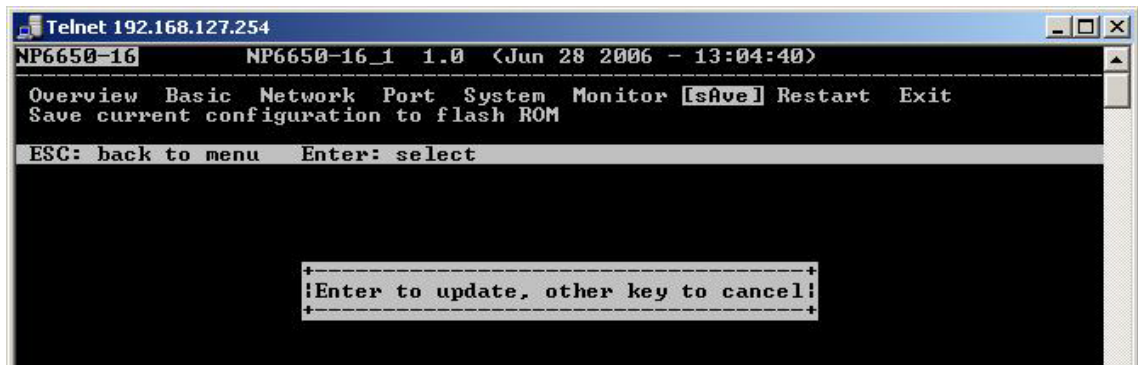 Telnet 192.168.127.254
NP6650-16 NP6650-16_1 1.0 (Jun 28 2006 - 13:04:40)
Overview Basic Network Port System Monitor [sAve] Restart Exit
Save current configuration to flash ROM
ESC: back to menu Enter: select
Enter to update, other key to cancel